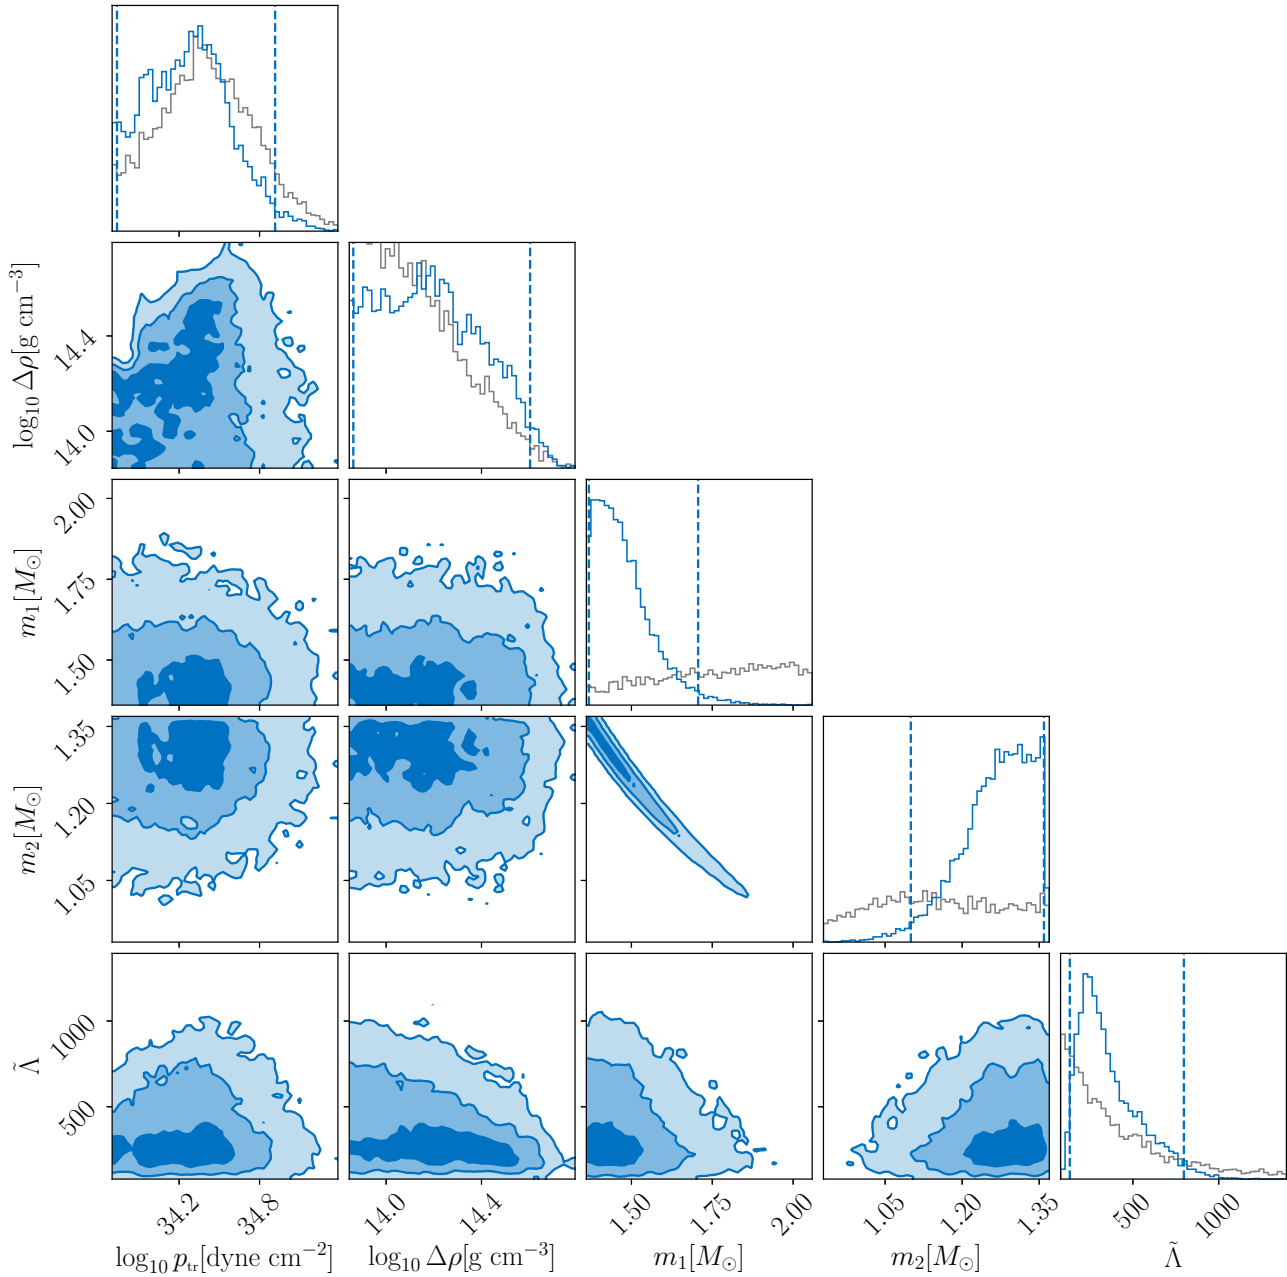 log₁₀ Δρ[g cm⁻³]
14.4
14.0
m₁[M⊙]
2.00
1.75
1.50
m₂[M⊙]
1.35
1.20
1.05
Λ̃
1000
500
34.2 34.8 14.0 14.4 1.50 1.75 2.00 1.05 1.20 1.35 500 1000
log₁₀ pₜᵣ[dyne cm⁻²] log₁₀ Δρ[g cm⁻³] m₁[M⊙] m₂[M⊙] Λ̃